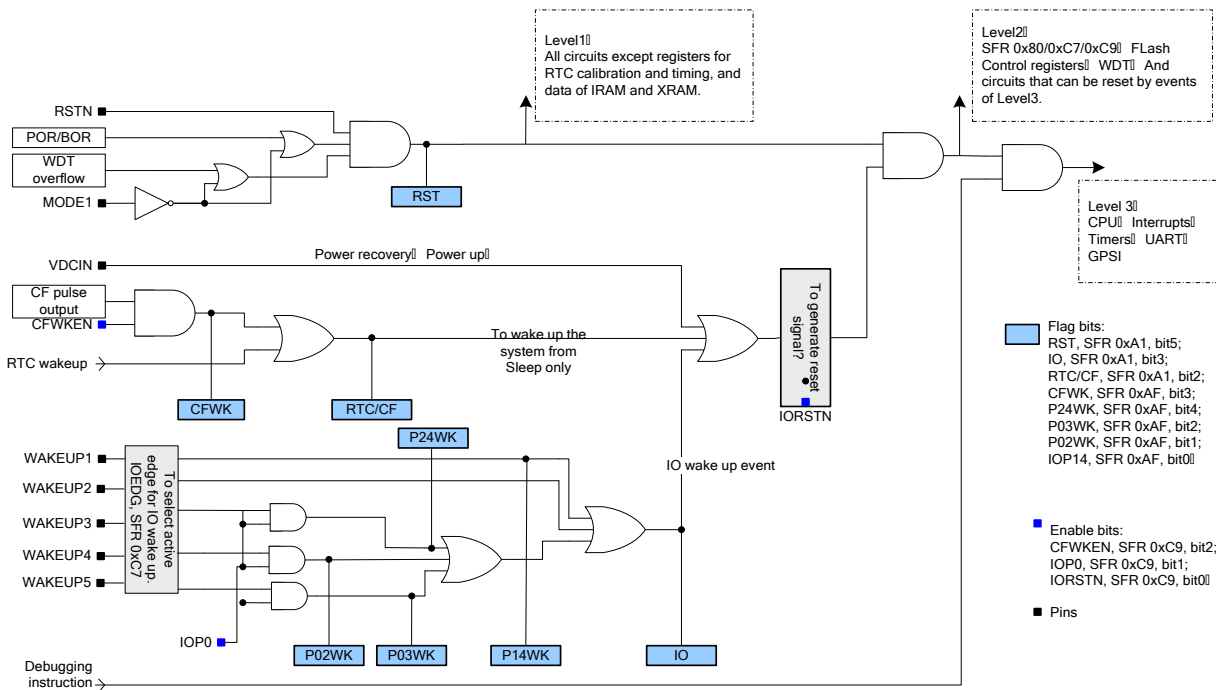 Level1▯
All circuits except registers for
RTC calibration and timing, and
data of IRAM and XRAM.
Level2▯
SFR 0x80/0xC7/0xC9▯ FLash
Control registers▯ WDT▯ And
circuits that can be reset by events
of Level3.
RSTN
POR/BOR
WDT
overflow
MODE1
RST
Level 3▯
CPU▯ Interrupts▯
Timers▯ UART▯
GPSI
VDCIN
Power recovery▯ Power up▯
CF pulse
output
CFWKEN
RTC wakeup
To wake up the
system from
Sleep only
To generate reset
signal?
IORSTN
CFWK
RTC/CF
Flag bits:
RST, SFR 0xA1, bit5;
IO, SFR 0xA1, bit3;
RTC/CF, SFR 0xA1, bit2;
CFWK, SFR 0xAF, bit3;
P24WK, SFR 0xAF, bit4;
P03WK, SFR 0xAF, bit2;
P02WK, SFR 0xAF, bit1;
IOP14, SFR 0xAF, bit0▯
P24WK
WAKEUP1
WAKEUP2
WAKEUP3
WAKEUP4
WAKEUP5
To select active
edge for IO wake up.
IOEDG, SFR 0xC7
IO wake up event
Enable bits:
CFWKEN, SFR 0xC9, bit2;
IOP0, SFR 0xC9, bit1;
IORSTN, SFR 0xC9, bit0▯
Pins
IOP0
P02WK
P03WK
P14WK
IO
Debugging
instruction